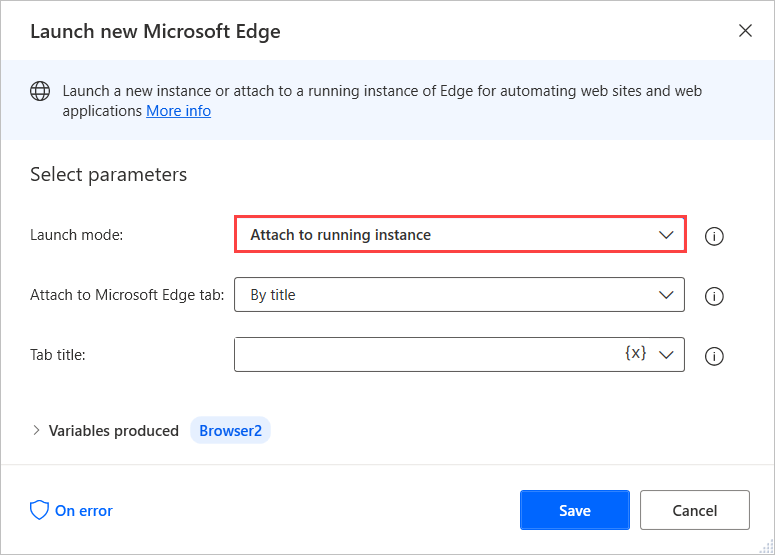 Launch new Microsoft Edge
Launch a new instance or attach to a running instance of Edge for automating web sites and web
applications More info
Select parameters
Launch mode:
Attach to running instance
Attach to Microsoft Edge tab:
By title
Tab title:
{x}
Variables produced
Browser2
On error
Save
Cancel